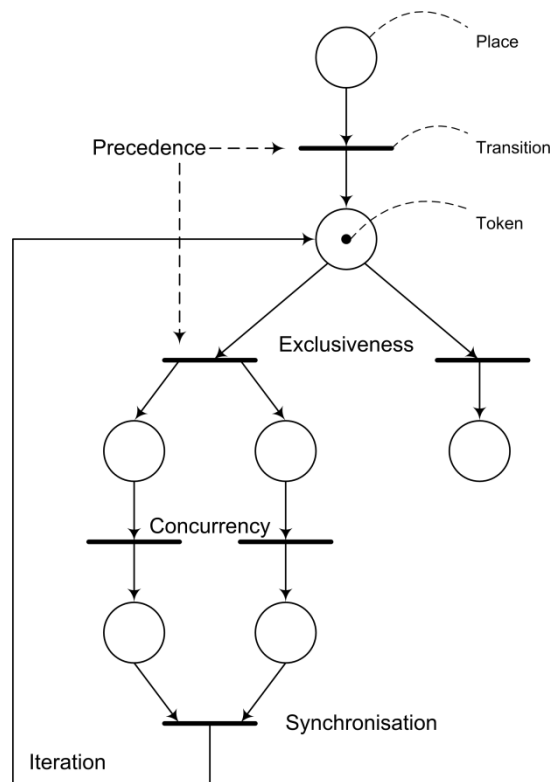 Place
Precedence
Transition
Token
Exclusiveness
Concurrency
Synchronisation
Iteration